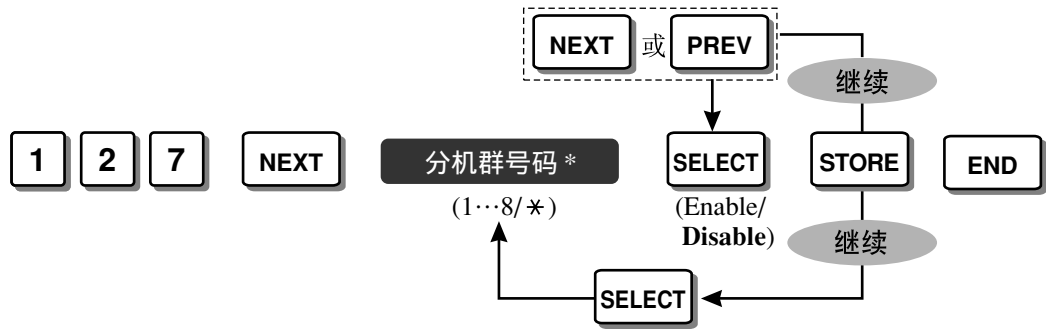 NEXT 或 PREV
继续
1 2 7 NEXT 分机群号码* SELECT STORE END
(1···8/✳)
(Enable/
Disable)
继续
SELECT